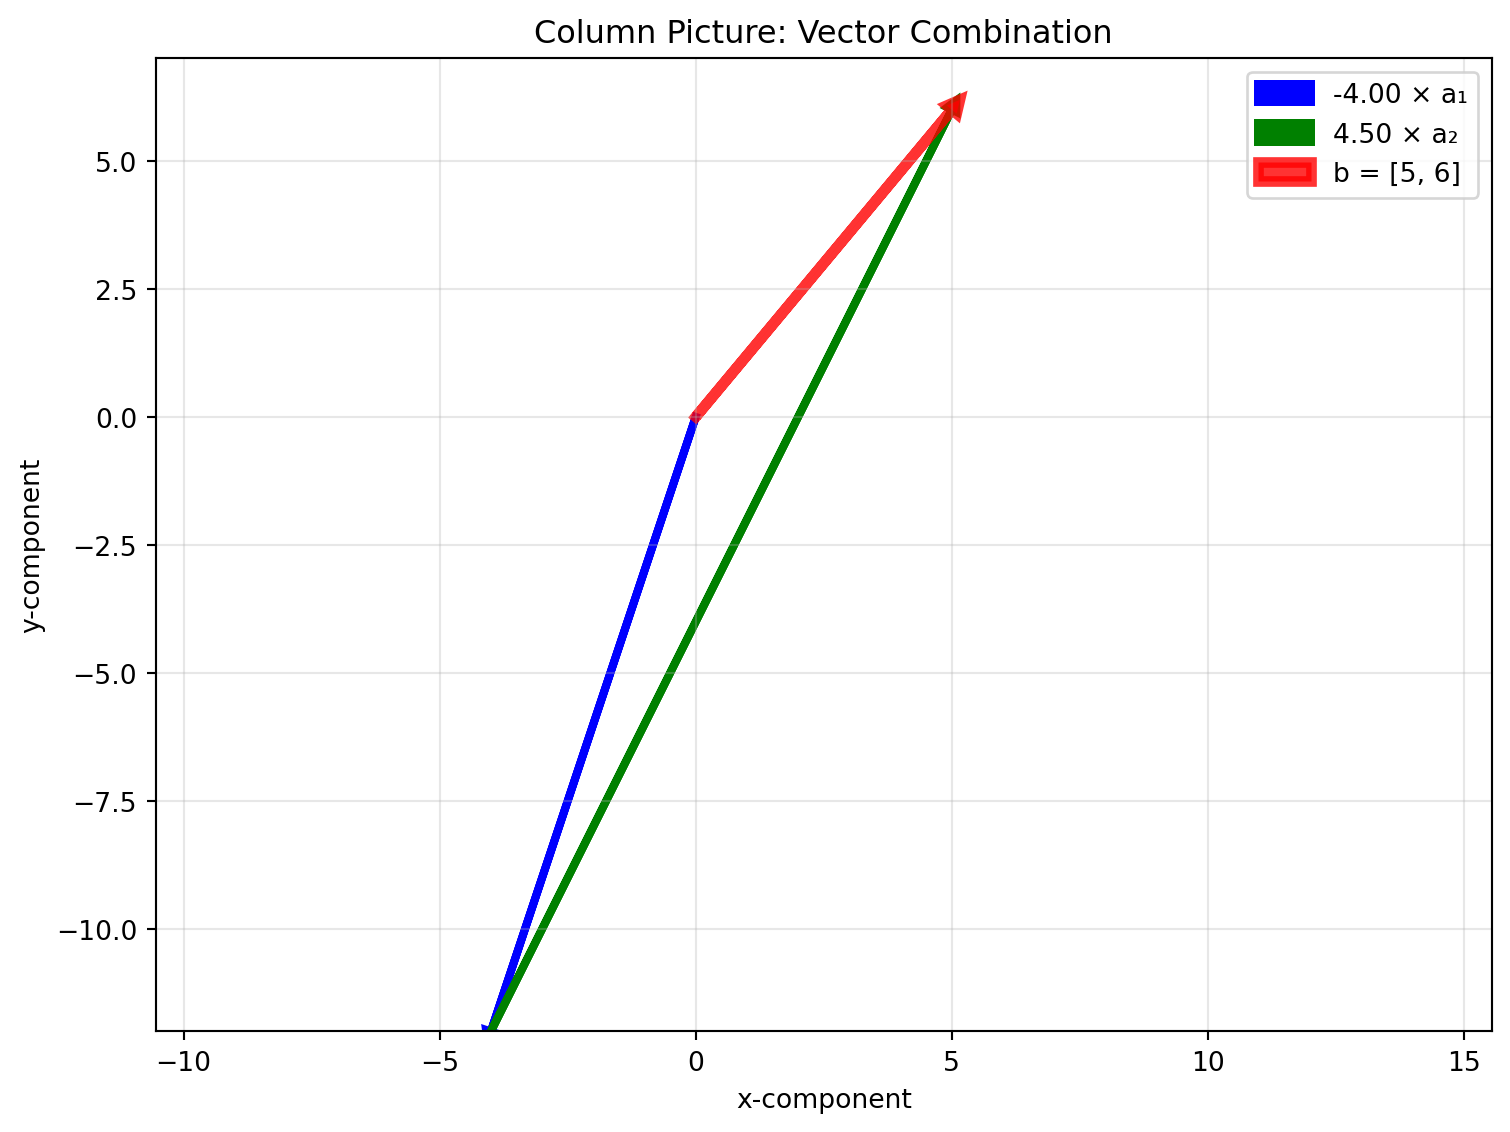 Column Picture: Vector Combination
-4.00 × a₁
4.50 × a₂
b = [5, 6]
5.0
2.5
0.0
−2.5
−5.0
−7.5
−10.0
y-component
−10 −5 0 5 10 15
x-component